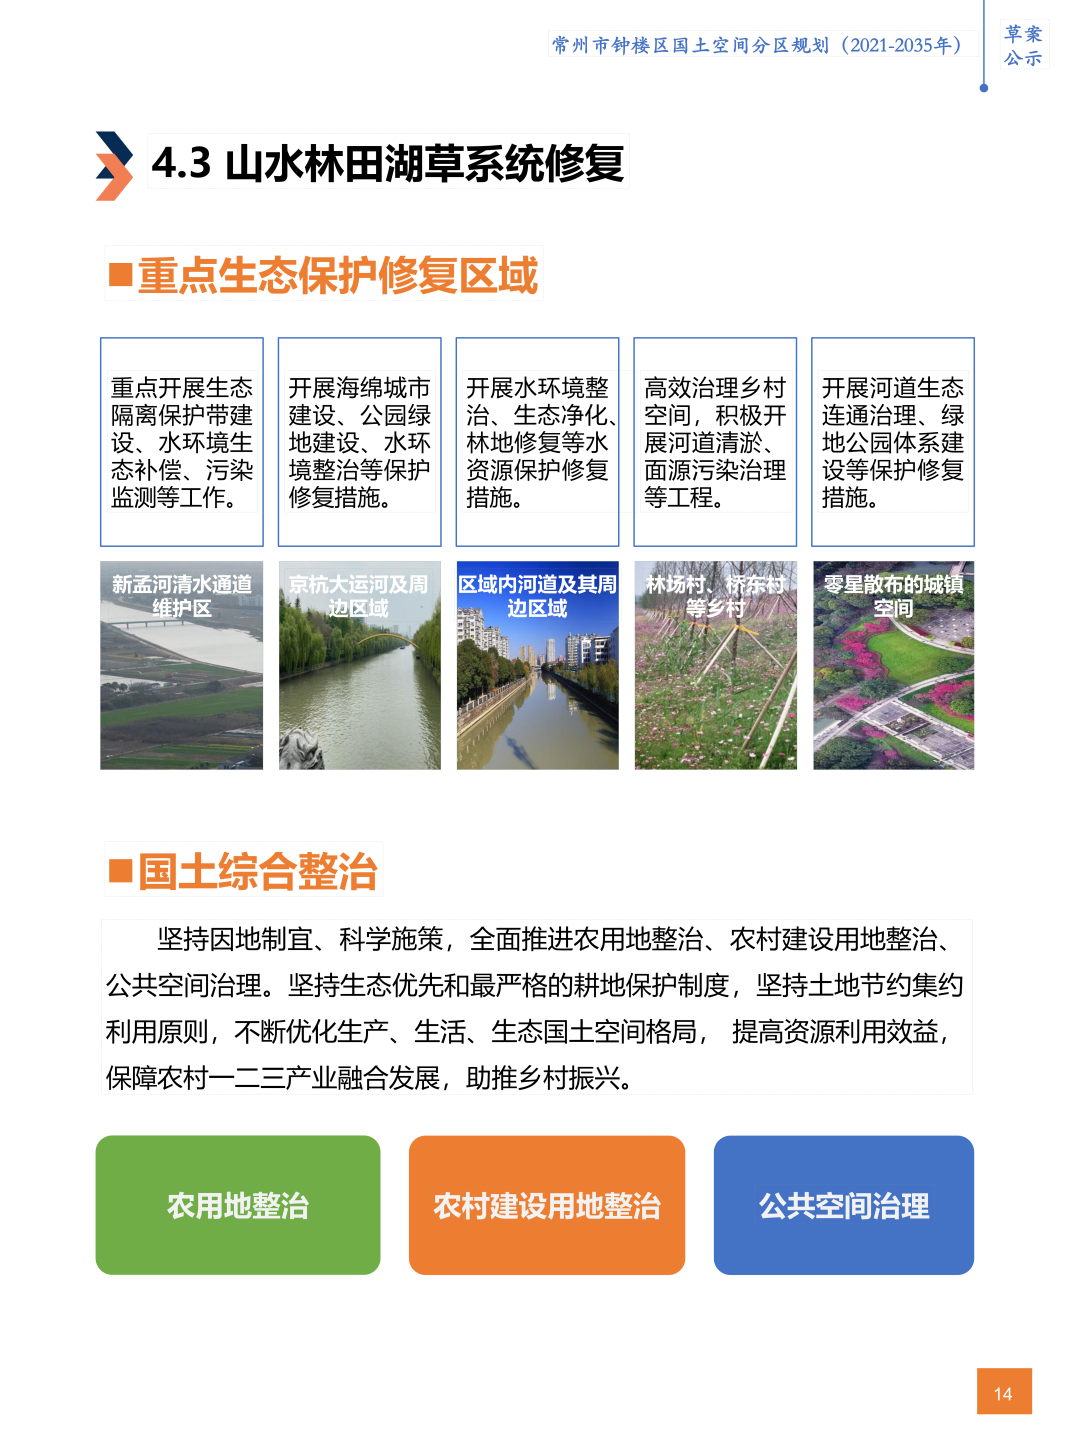 常州市钟楼区国土空间分区规划（2021-2035年）
草案
公示
4.3 山水林田湖草系统修复
重点生态保护修复区域
重点开展生态
隔离保护带建
设、水环境生
态补偿、污染
监测等工作。
开展海绵城市
建设、公园绿
地建设、水环
境整治等保护
修复措施。
开展水环境整
治、生态净化、
林地修复等水
资源保护修复
措施。
高效治理乡村
空间，积极开
展河道清淤、
面源污染治理
等工程。
开展河道生态
连通治理、绿
地公园体系建
设等保护修复
措施。
新孟河清水通道
维护区
京杭大运河及周
边区域
区域内河道及其周
边区域
林场村、桥东村
等乡村
零星散布的城镇
空间
国土综合整治
坚持因地制宜、科学施策，全面推进农用地整治、农村建设用地整治、
公共空间治理。坚持生态优先和最严格的耕地保护制度，坚持土地节约集约
利用原则，不断优化生产、生活、生态国土空间格局， 提高资源利用效益，
保障农村一二三产业融合发展，助推乡村振兴。
农用地整治
农村建设用地整治
公共空间治理
14